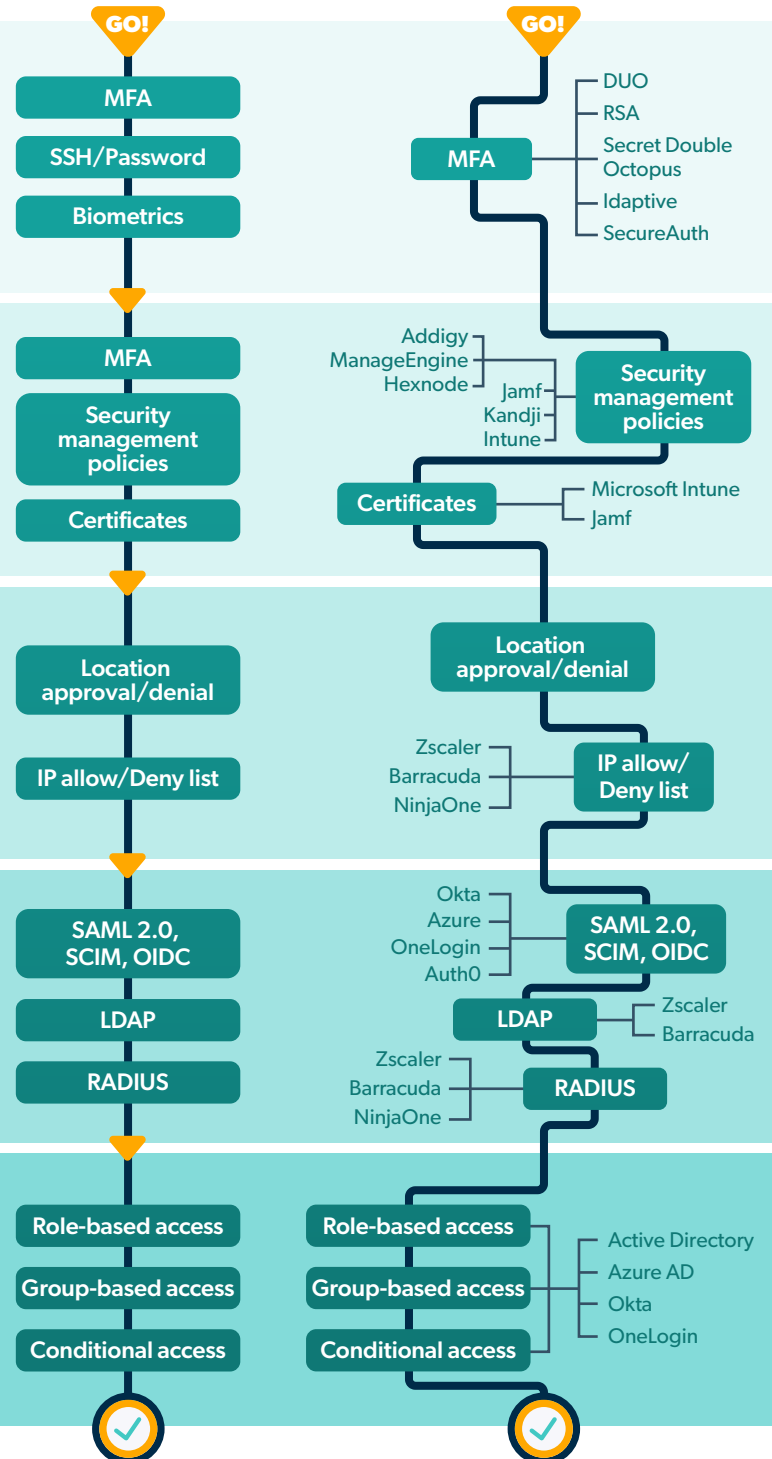 GO!
MFA
SSH/Password
Biometrics
MFA
Security
management
policies
Certificates
Location
approval/denial
IP allow/Deny list
SAML 2.0,
SCIM, OIDC
LDAP
RADIUS
Role-based access
Group-based access
Conditional access
GO!
MFA
DUO
RSA
Secret Double
Octopus
Idaptive
SecureAuth
Addigy
ManageEngine
Hexnode
Jamf
Kandji
Intune
Security
management
policies
Certificates
Microsoft Intune
Jamf
Location
approval/denial
Zscaler
Barracuda
NinjaOne
IP allow/
Deny list
Okta
Azure
OneLogin
Auth0
SAML 2.0,
SCIM, OIDC
LDAP
Zscaler
Barracuda
Zscaler
Barracuda
NinjaOne
RADIUS
Role-based access
Group-based access
Conditional access
Active Directory
Azure AD
Okta
OneLogin